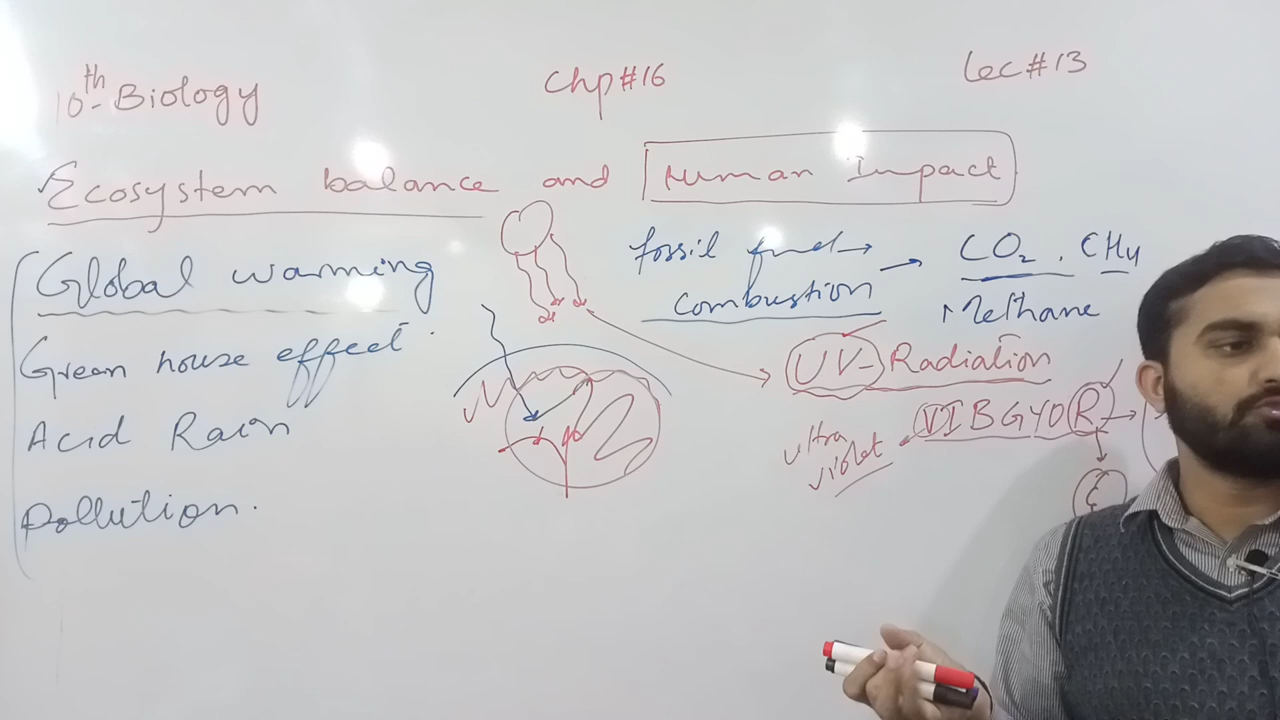 10th Biology
Chp#16
Lec#13
Ecosystem balance and Human Impact
Global warming
Green house effect
Acid Rain
Pollution.
fossil fuel →
combustion → CO₂ . CH4
Methane
UV- Radiation
VIBGYOR
ultra
violet